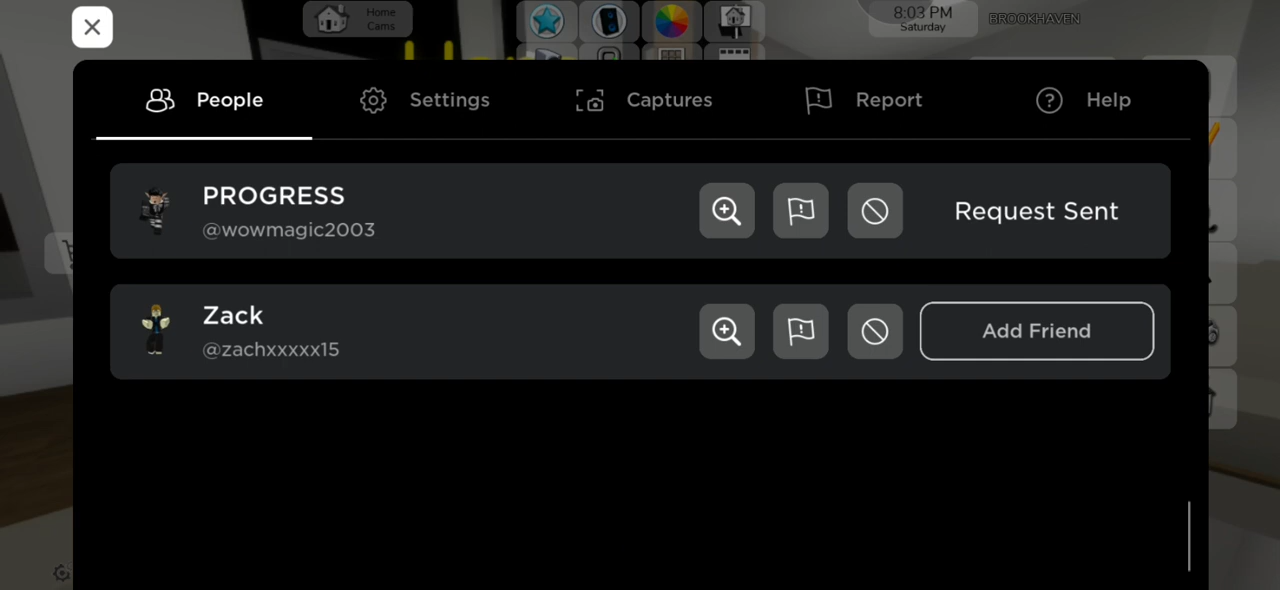 Home
Cams
8:03 PM
Saturday
BROOKHAVEN
People
Settings
Captures
Report
Help
PROGRESS
@wowmagic2003
Request Sent
Zack
@zachxxxxx15
Add Friend